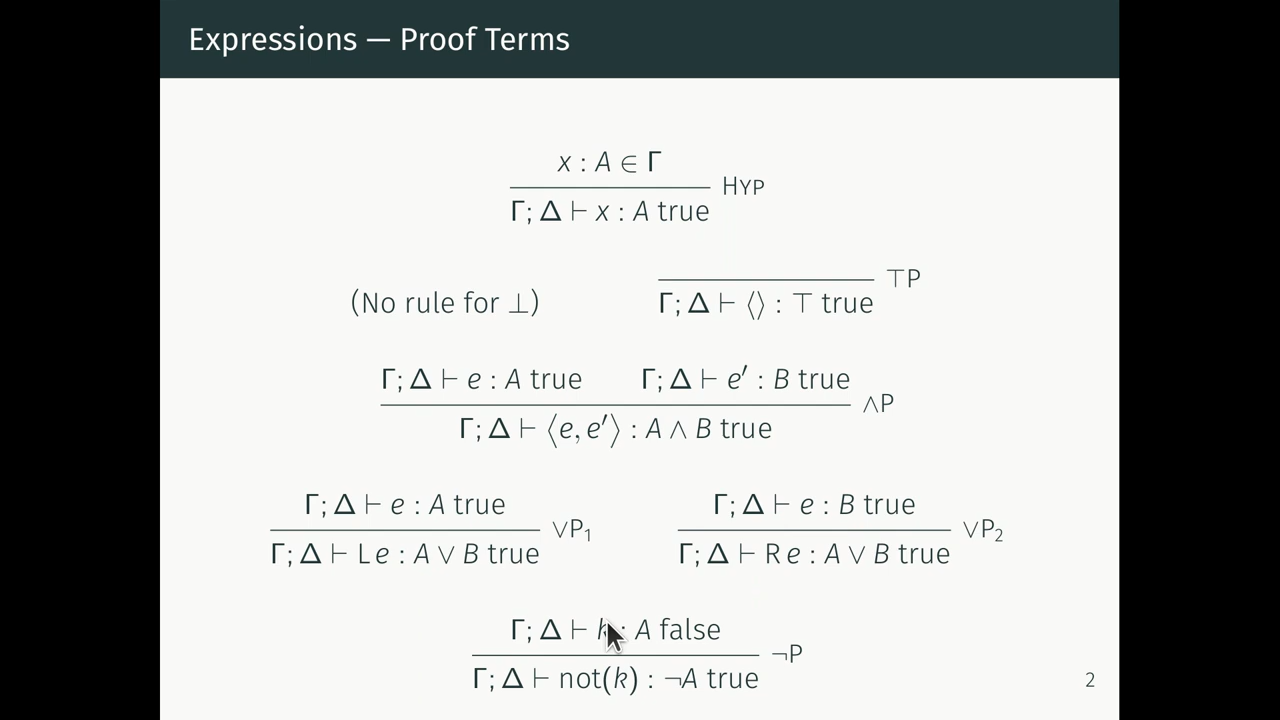 Expressions — Proof Terms
x : A ∈ Γ
Γ; Δ ⊢ x : A true
Hyp
(No rule for ⊥)
Γ; Δ ⊢ ⟨⟩ : ⊤ true
⊤P
Γ; Δ ⊢ e : A true Γ; Δ ⊢ e′ : B true
Γ; Δ ⊢ ⟨e, e′⟩ : A ∧ B true
∧P
Γ; Δ ⊢ e : A true
Γ; Δ ⊢ L e : A ∨ B true
∨P₁
Γ; Δ ⊢ e : B true
Γ; Δ ⊢ R e : A ∨ B true
∨P₂
Γ; Δ ⊢ k : A false
Γ; Δ ⊢ not(k) : ¬A true
¬P
2